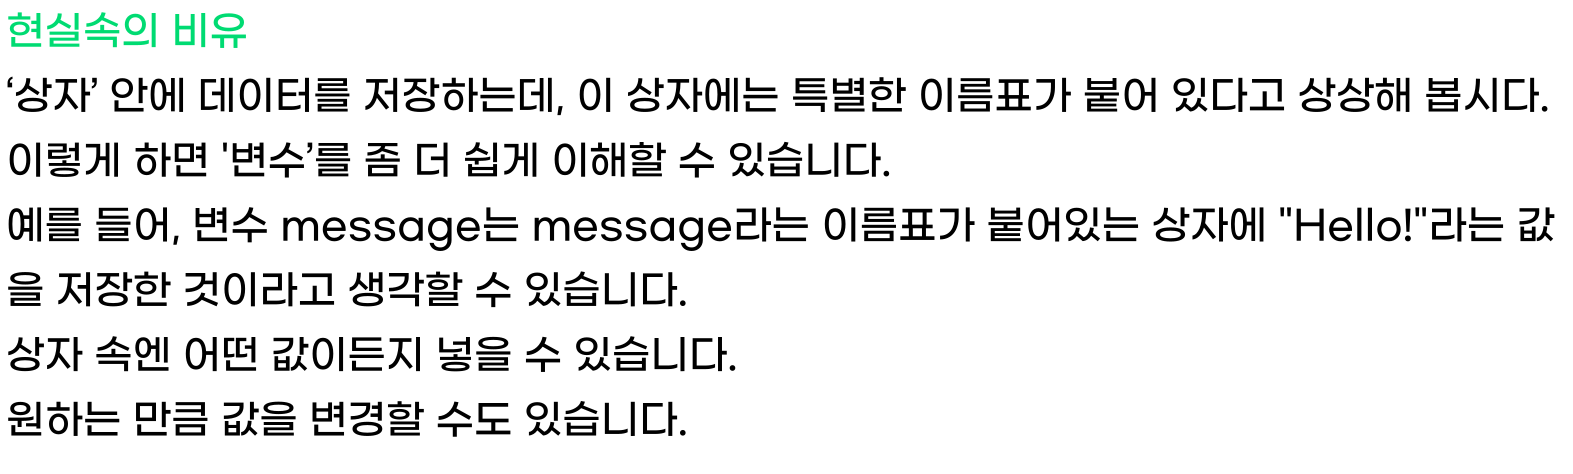 현실속의 비유
‘상자’ 안에 데이터를 저장하는데, 이 상자에는 특별한 이름표가 붙어 있다고 상상해 봅시다.
이렇게 하면 '변수’를 좀 더 쉽게 이해할 수 있습니다.
예를 들어, 변수 message는 message라는 이름표가 붙어있는 상자에 "Hello!"라는 값
을 저장한 것이라고 생각할 수 있습니다.
상자 속엔 어떤 값이든지 넣을 수 있습니다.
원하는 만큼 값을 변경할 수도 있습니다.